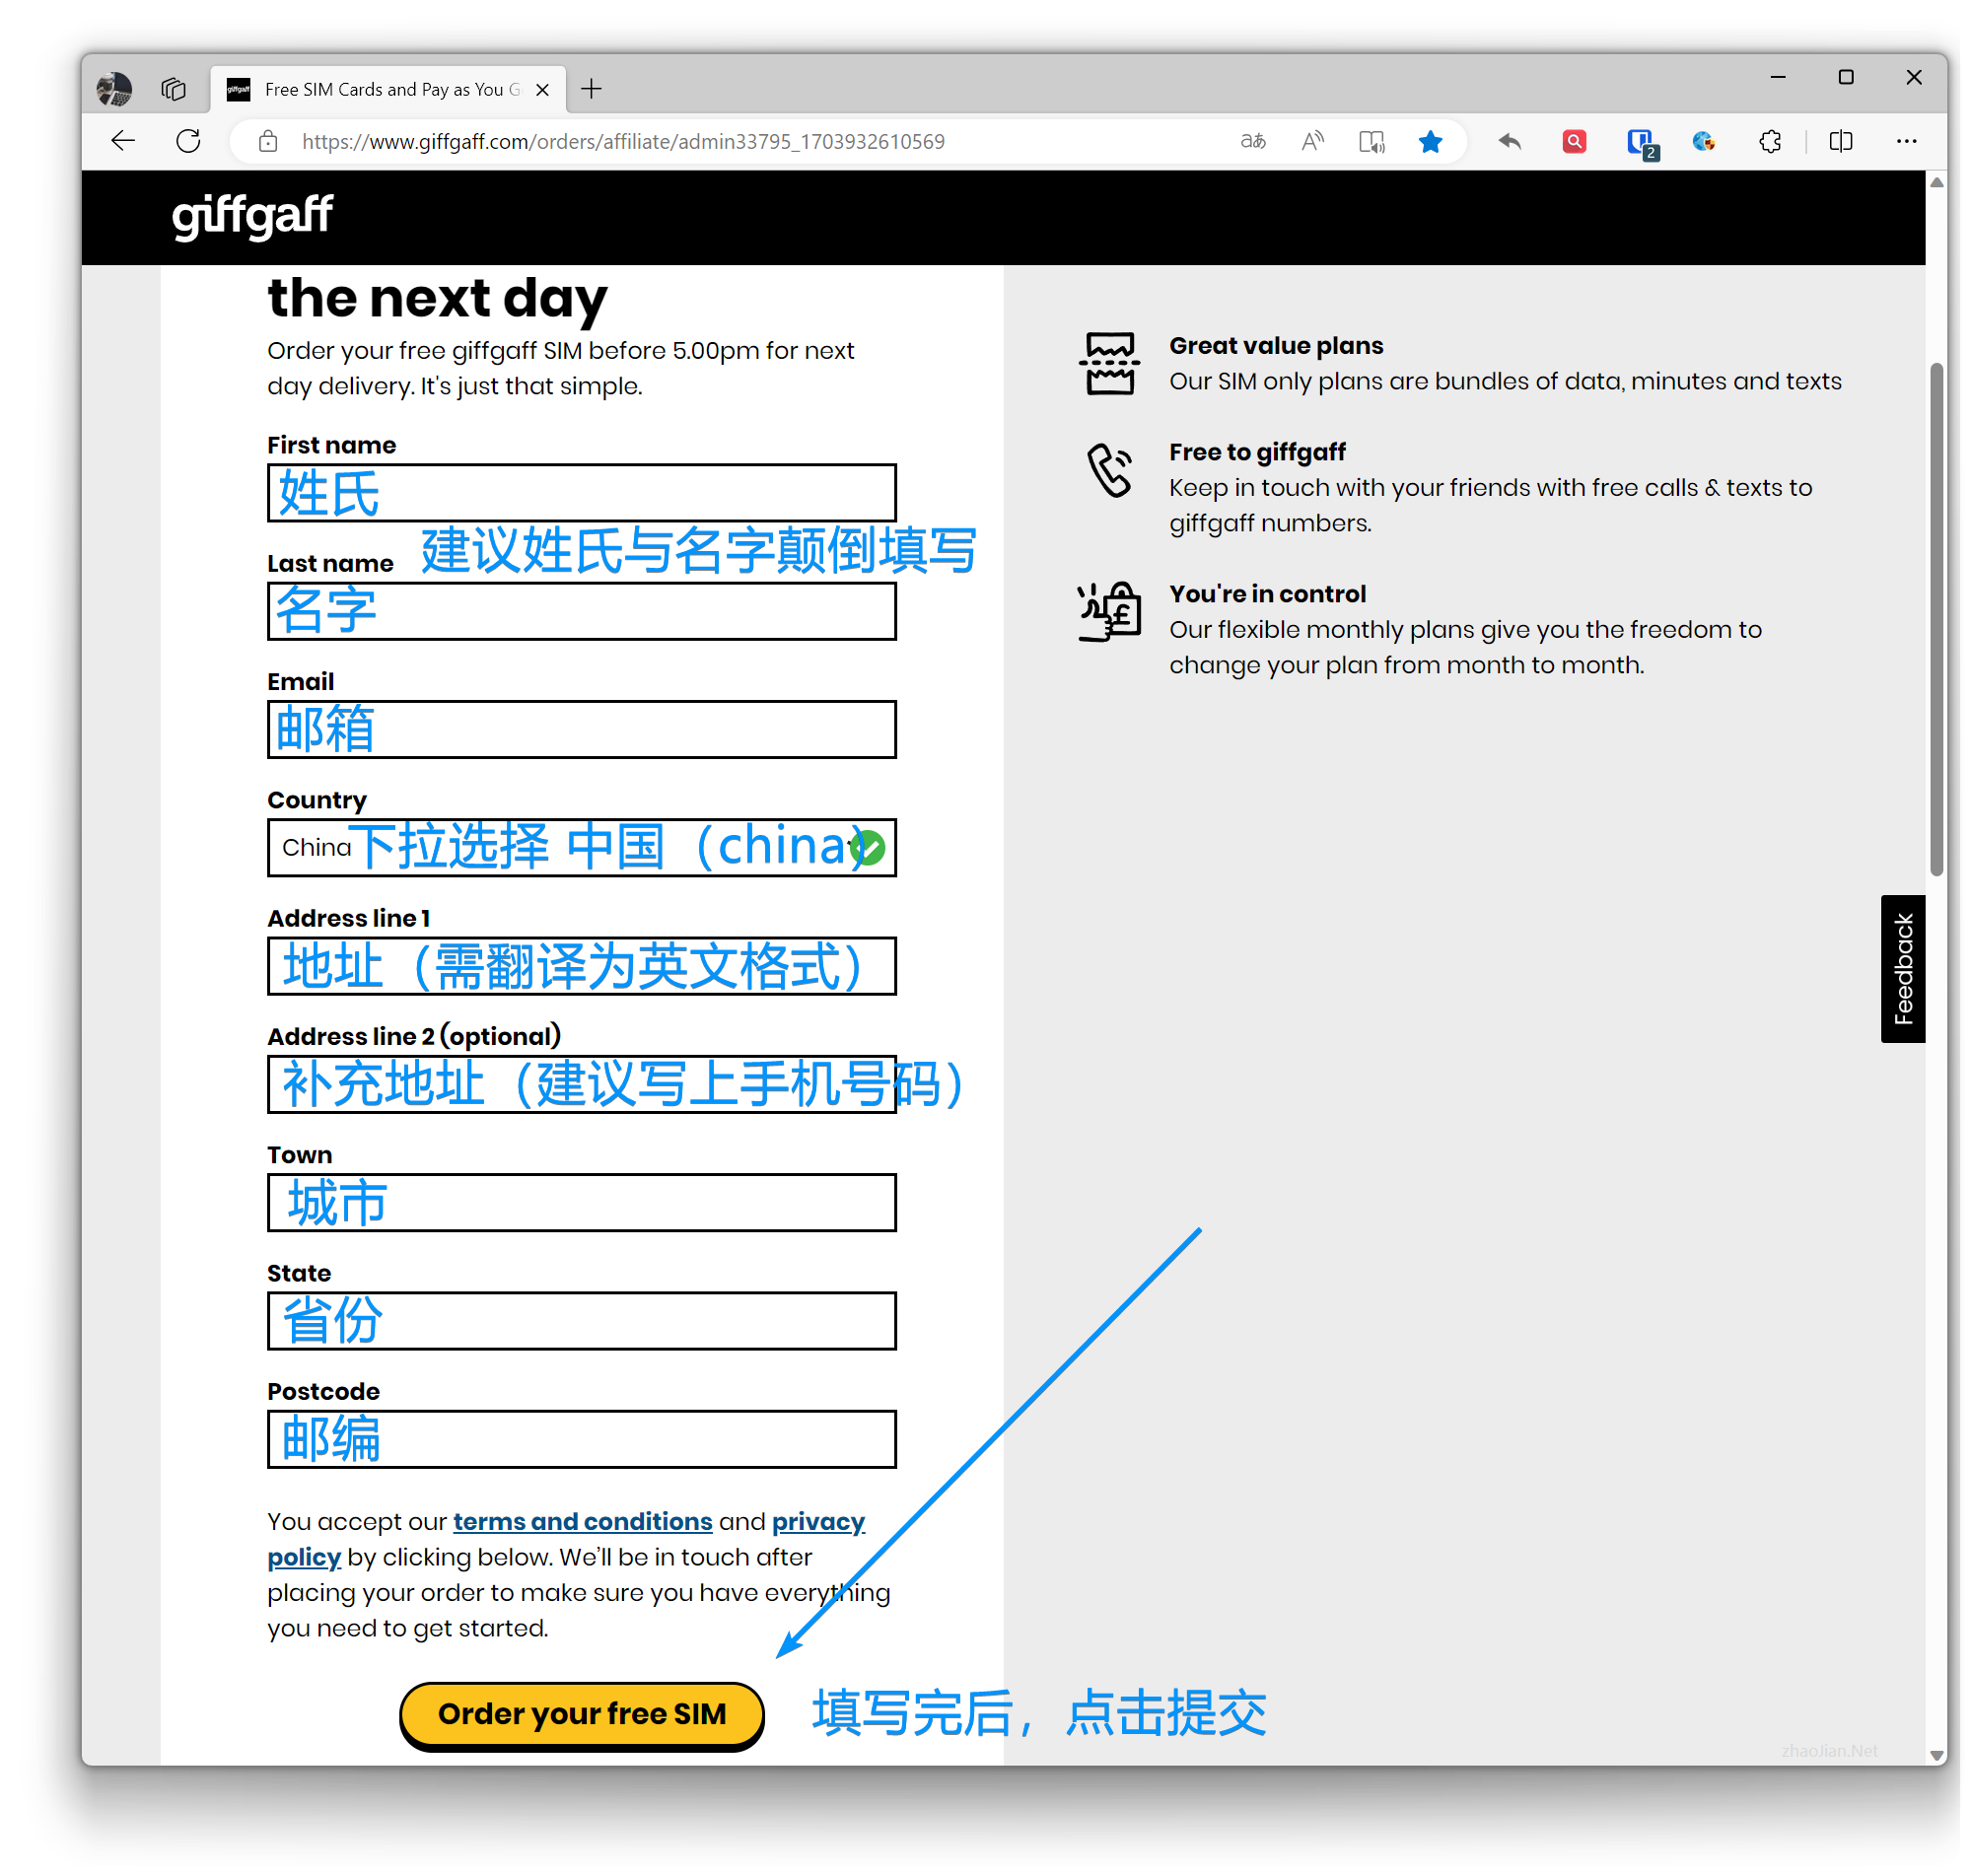 giffgaff
Free SIM Cards and Pay as You G
https://www.giffgaff.com/orders/affiliate/admin33795_1703932610569
aあ
A
2
giffgaff
the next day
Order your free giffgaff SIM before 5.00pm for next
day delivery. It's just that simple.
First name
姓氏
建议姓氏与名字颠倒填写
Last name
名字
Email
邮箱
Country
China
下拉选择 中国（china）
Address line 1
地址（需翻译为英文格式）
Address line 2 (optional)
补充地址（建议写上手机号码）
Town
城市
State
省份
Postcode
邮编
You accept our terms and conditions and privacy
policy by clicking below. We'll be in touch after
placing your order to make sure you have everything
you need to get started.
Order your free SIM
填写完后，点击提交
Great value plans
Our SIM only plans are bundles of data, minutes and texts
Free to giffgaff
Keep in touch with your friends with free calls & texts to
giffgaff numbers.
£
You're in control
Our flexible monthly plans give you the freedom to
change your plan from month to month.
Feedback
zhaoJian.Net